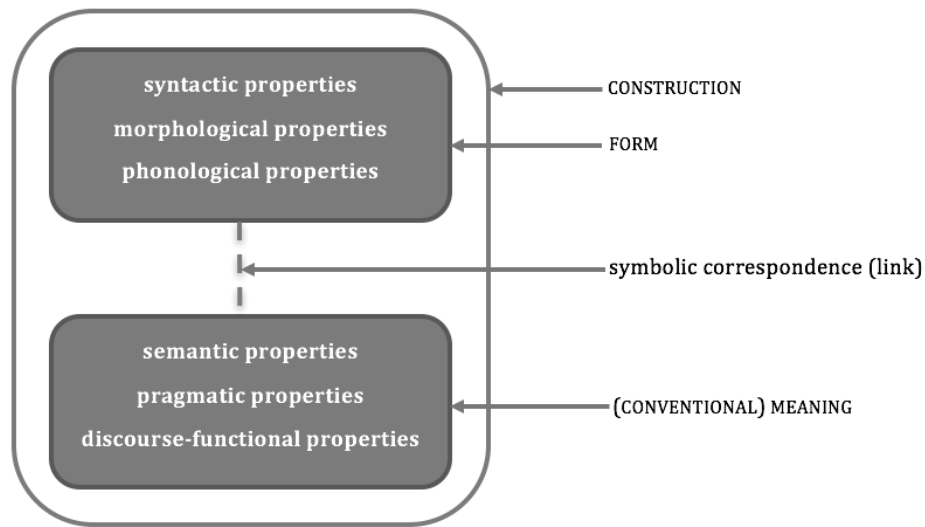 syntactic properties
morphological properties
phonological properties
CONSTRUCTION
FORM
symbolic correspondence (link)
semantic properties
pragmatic properties
discourse-functional properties
(CONVENTIONAL) MEANING